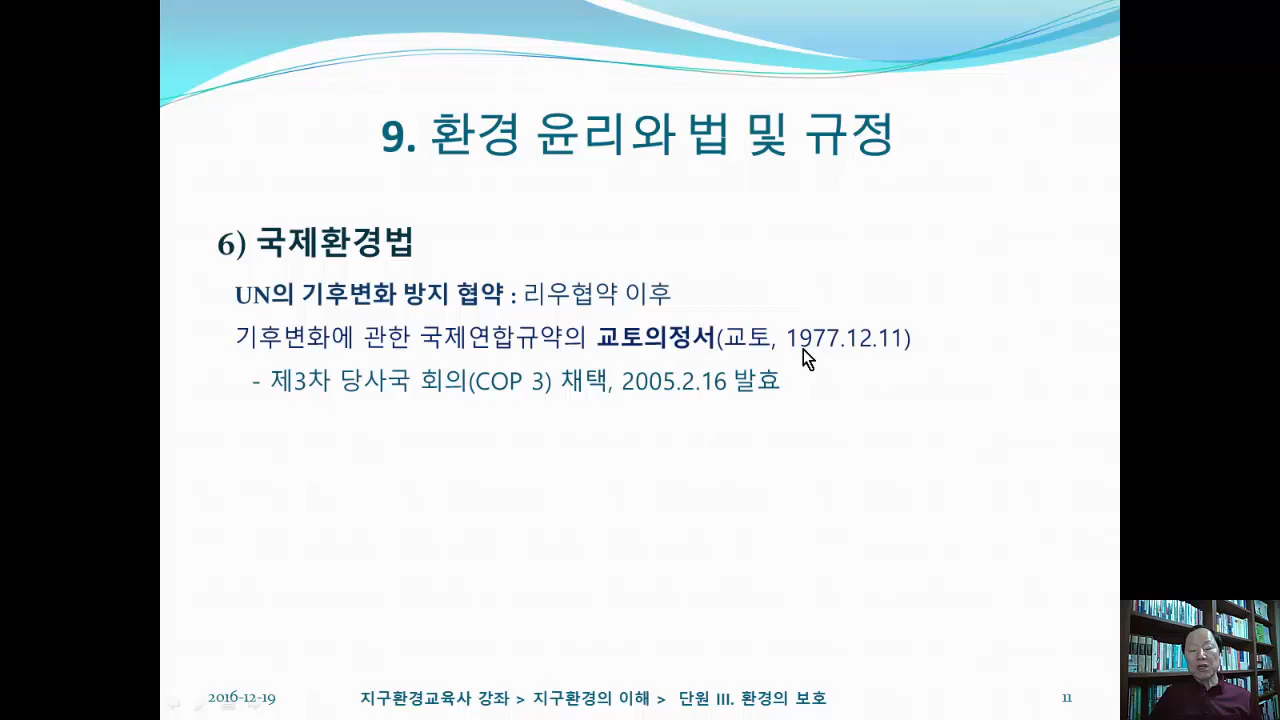 9. 환경 윤리와 법 및 규정
6) 국제환경법
UN의 기후변화 방지 협약 : 리우협약 이후
기후변화에 관한 국제연합규약의 교토의정서(교토, 1977.12.11)
- 제3차 당사국 회의(COP 3) 채택, 2005.2.16 발효
2016-12-19
지구환경교육사 강좌 > 지구환경의 이해 > 단원 III. 환경의 보호
11